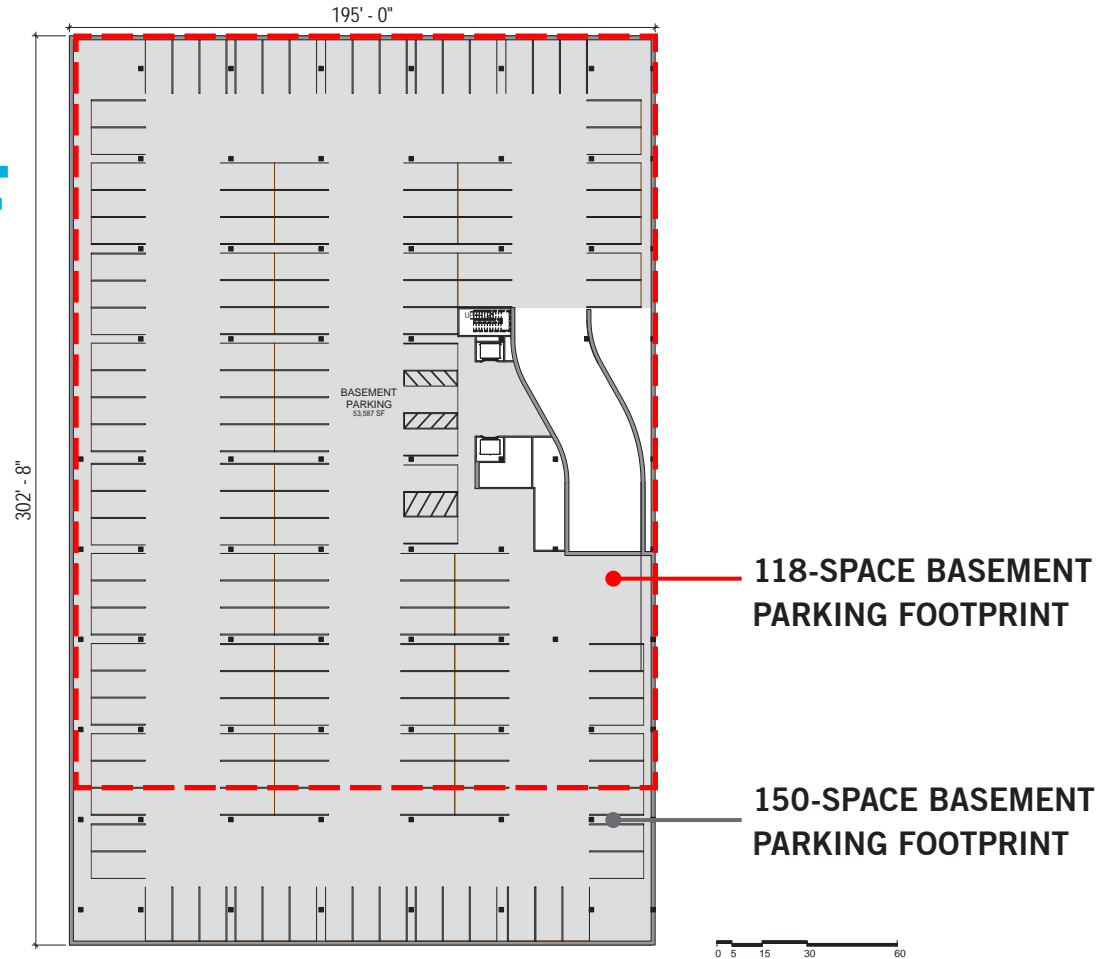 195' - 0"
302' - 8"
U
BASEMENT
PARKING
53,587 SF
118-SPACE BASEMENT
PARKING FOOTPRINT
150-SPACE BASEMENT
PARKING FOOTPRINT
0 5 15 30 60